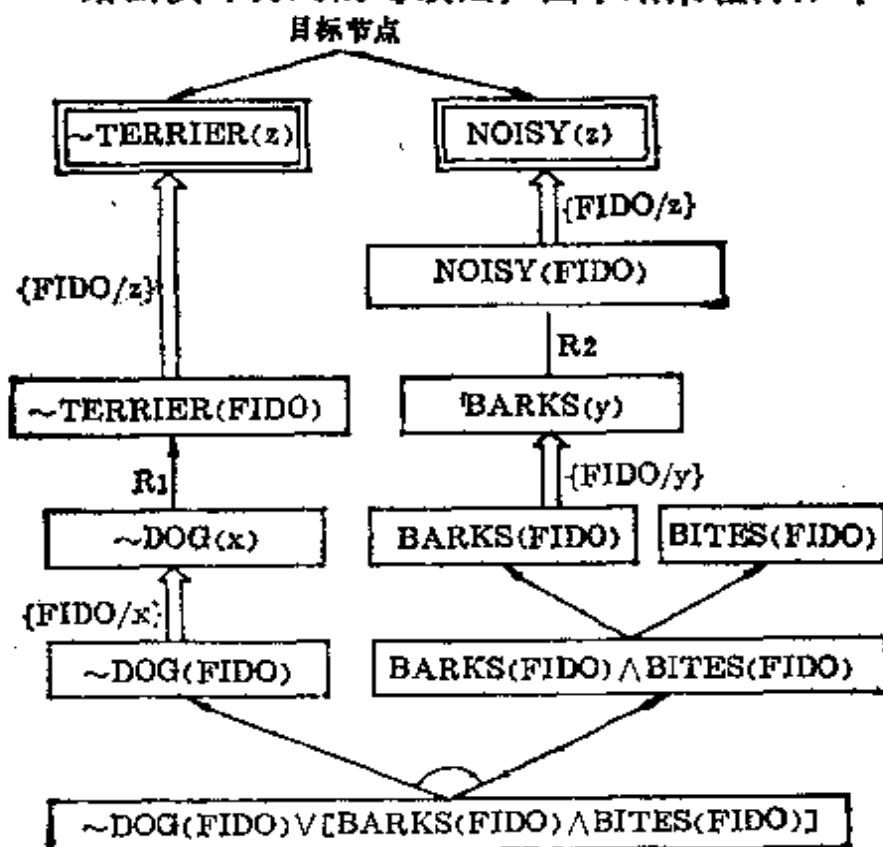 目标节点
~TERRIER(z) NOISY(z)
{FIDO/z}
NOISY(FIDO)
{FIDO/z}
R2
~TERRIER(FIDO) BARKS(y)
R1 {FIDO/y}
~DOG(x) BARKS(FIDO) BITES(FIDO)
{FIDO/x}
~DOG(FIDO) BARKS(FIDO)∧BITES(FIDO)
~DOG(FIDO)∨[BARKS(FIDO)∧BITES(FIDO)]